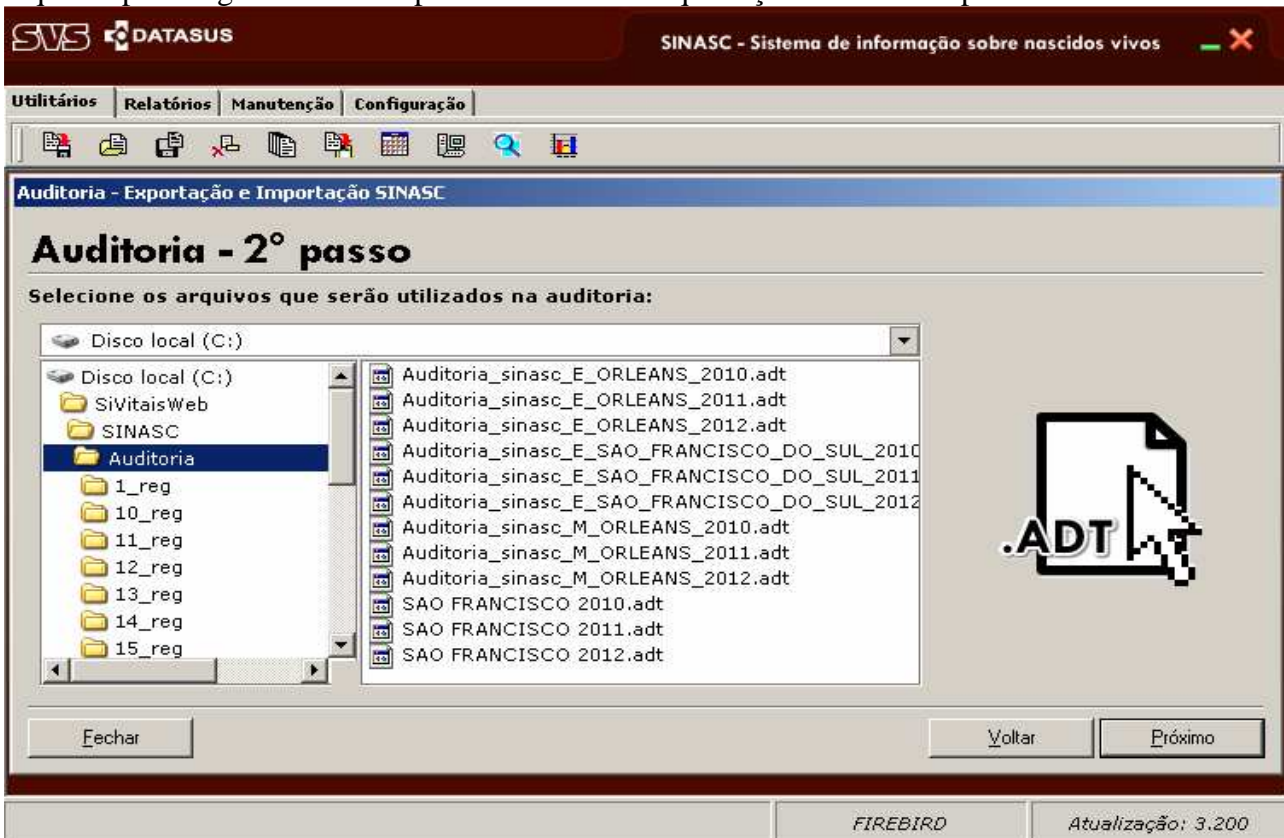 SVS DATASUS
SINASC - Sistema de informação sobre nascidos vivos
Utilitários Relatórios Manutenção Configuração
Auditoria - Exportação e Importação SINASC
Auditoria - 2° passo
Selecione os arquivos que serão utilizados na auditoria:
Disco local (C:)
Disco local (C:)
SiVitaisWeb
SINASC
Auditoria
1_reg
10_reg
11_reg
12_reg
13_reg
14_reg
15_reg
Auditoria_sinasc_E_ORLEANS_2010.adt
Auditoria_sinasc_E_ORLEANS_2011.adt
Auditoria_sinasc_E_ORLEANS_2012.adt
Auditoria_sinasc_E_SAO_FRANCISCO_DO_SUL_2010
Auditoria_sinasc_E_SAO_FRANCISCO_DO_SUL_2011
Auditoria_sinasc_E_SAO_FRANCISCO_DO_SUL_2012
Auditoria_sinasc_M_ORLEANS_2010.adt
Auditoria_sinasc_M_ORLEANS_2011.adt
Auditoria_sinasc_M_ORLEANS_2012.adt
SAO FRANCISCO 2010.adt
SAO FRANCISCO 2011.adt
SAO FRANCISCO 2012.adt
.ADT
Fechar
Voltar
Próximo
FIREBIRD
Atualização: 3.200